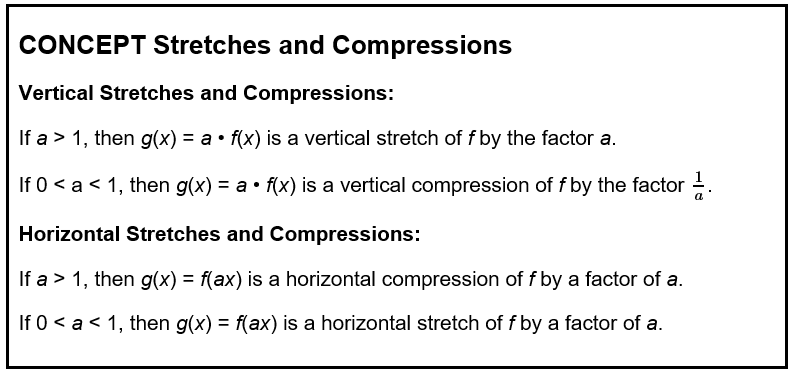 CONCEPT Stretches and Compressions
Vertical Stretches and Compressions:
If a > 1, then g(x) = a • f(x) is a vertical stretch of f by the factor a.
If 0 < a < 1, then g(x) = a • f(x) is a vertical compression of f by the factor 1/a.
Horizontal Stretches and Compressions:
If a > 1, then g(x) = f(ax) is a horizontal compression of f by a factor of a.
If 0 < a < 1, then g(x) = f(ax) is a horizontal stretch of f by a factor of a.